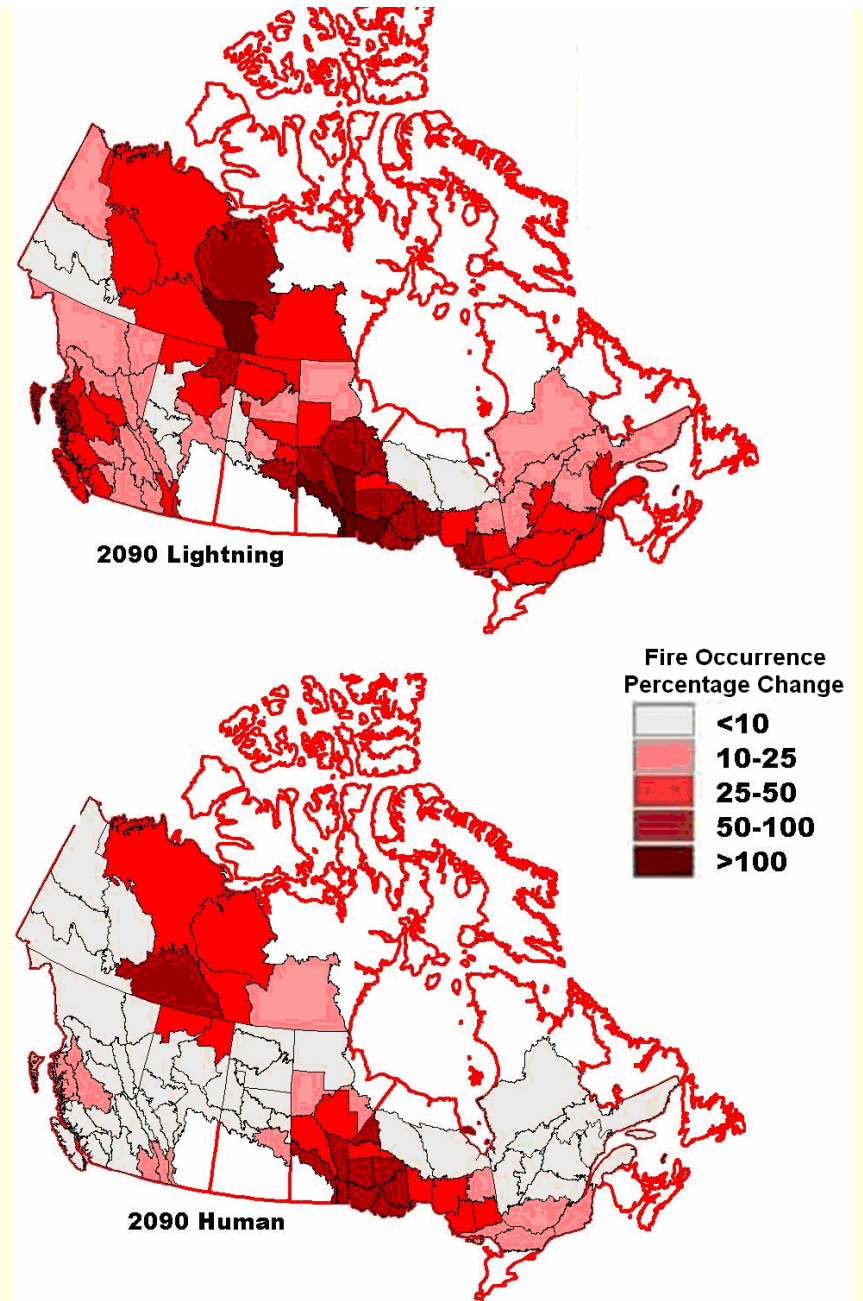 2090 Lightning
Fire Occurrence
Percentage Change
<10
10-25
25-50
50-100
>100
2090 Human